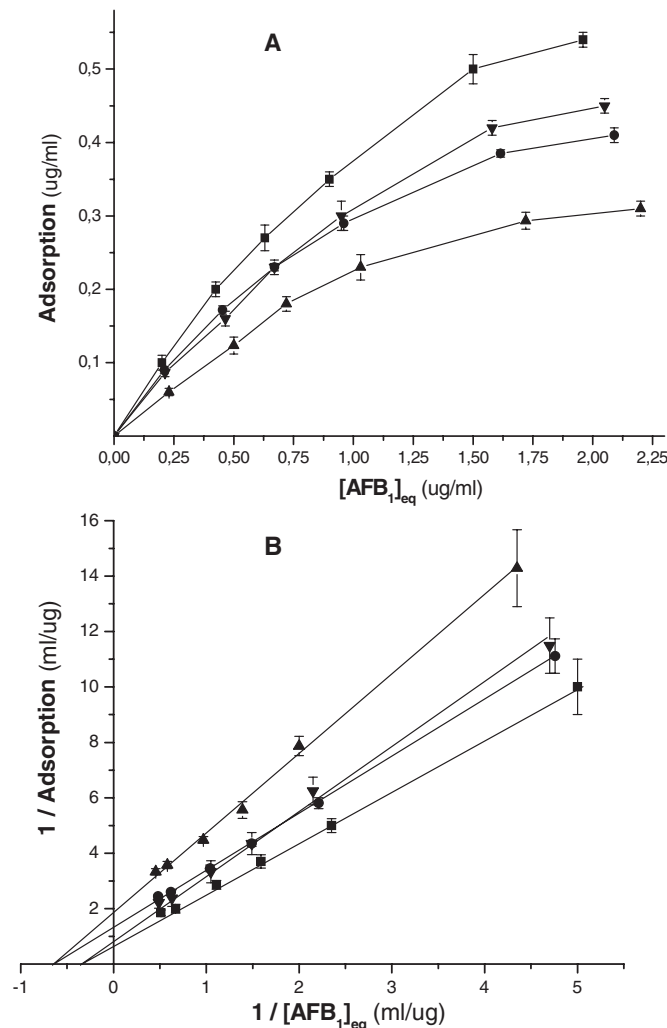 A
Adsorption (ug/ml)
0,5
0,4
0,3
0,2
0,1
0,00 0,25 0,50 0,75 1,00 1,25 1,50 1,75 2,00 2,25
[AFB₁]eq (ug/ml)
B
1 / Adsorption (ml/ug)
16
14
12
10
8
6
4
2
-1 0 1 2 3 4 5
1 / [AFB₁]eq (ml/ug)